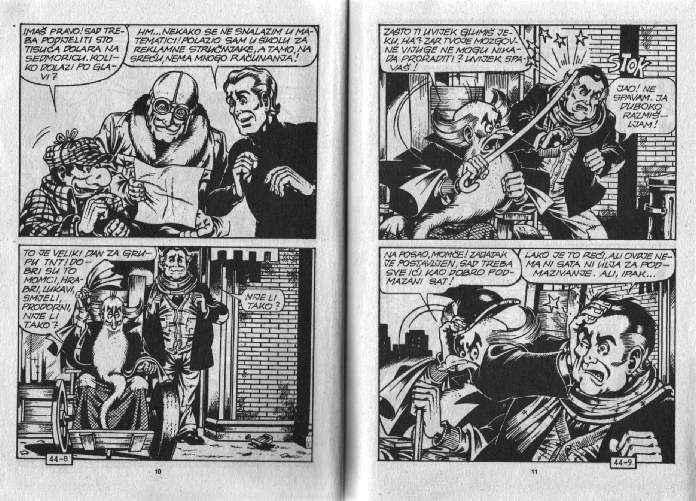 IMAŠ PRAVO! SAD TRE-
BA PODIJELITI STO
TISUĆA DOLARA NA
SEDMORICU. KOLI-
KO DOLAZI PO GLA-
VI?
HM... NEKAKO SE NE SNALAZIM U MA-
TEMATICI! POLAZIO SAM U ŠKOLU ZA
REKLAMNE STRUČNJAKE, A TAMO, NA
SREĆU, NEMA MNOGO RAČUNANJA!
TO JE VELIKI DAN ZA GRU-
PU TNT! DO-
BRI SU TO
MOMCI, HRA-
BRI, LUKAVI,
SMJELI,
PRODORNI,
NIJE LI
TAKO?
NIJE LI
TAKO?
44-8
10
ZAŠTO TI UVIJEK GLUMIŠ JE-
KU, HA? ZAR TVOJE MOZGOV-
NE VIJUGE NE MOGU NIKA-
DA PRORADITI? UVIJEK SPA-
VAŠ!
STOK
JAO! NE
SPAVAM. JA
DUBOKO
RAZMIŠ-
LJAM!
NA POSAO, MOMČE! ZADATAK
JE POSTAVLJEN, SAD TREBA
SVE IĆI KAO DOBRO POD-
MAZANI SAT!
LAKO JE TO REĆI, ALI OVDJE NE-
MA NI SATA NI ULJA ZA POD-
MAZIVANJE. ALI, IPAK...
44-9
11